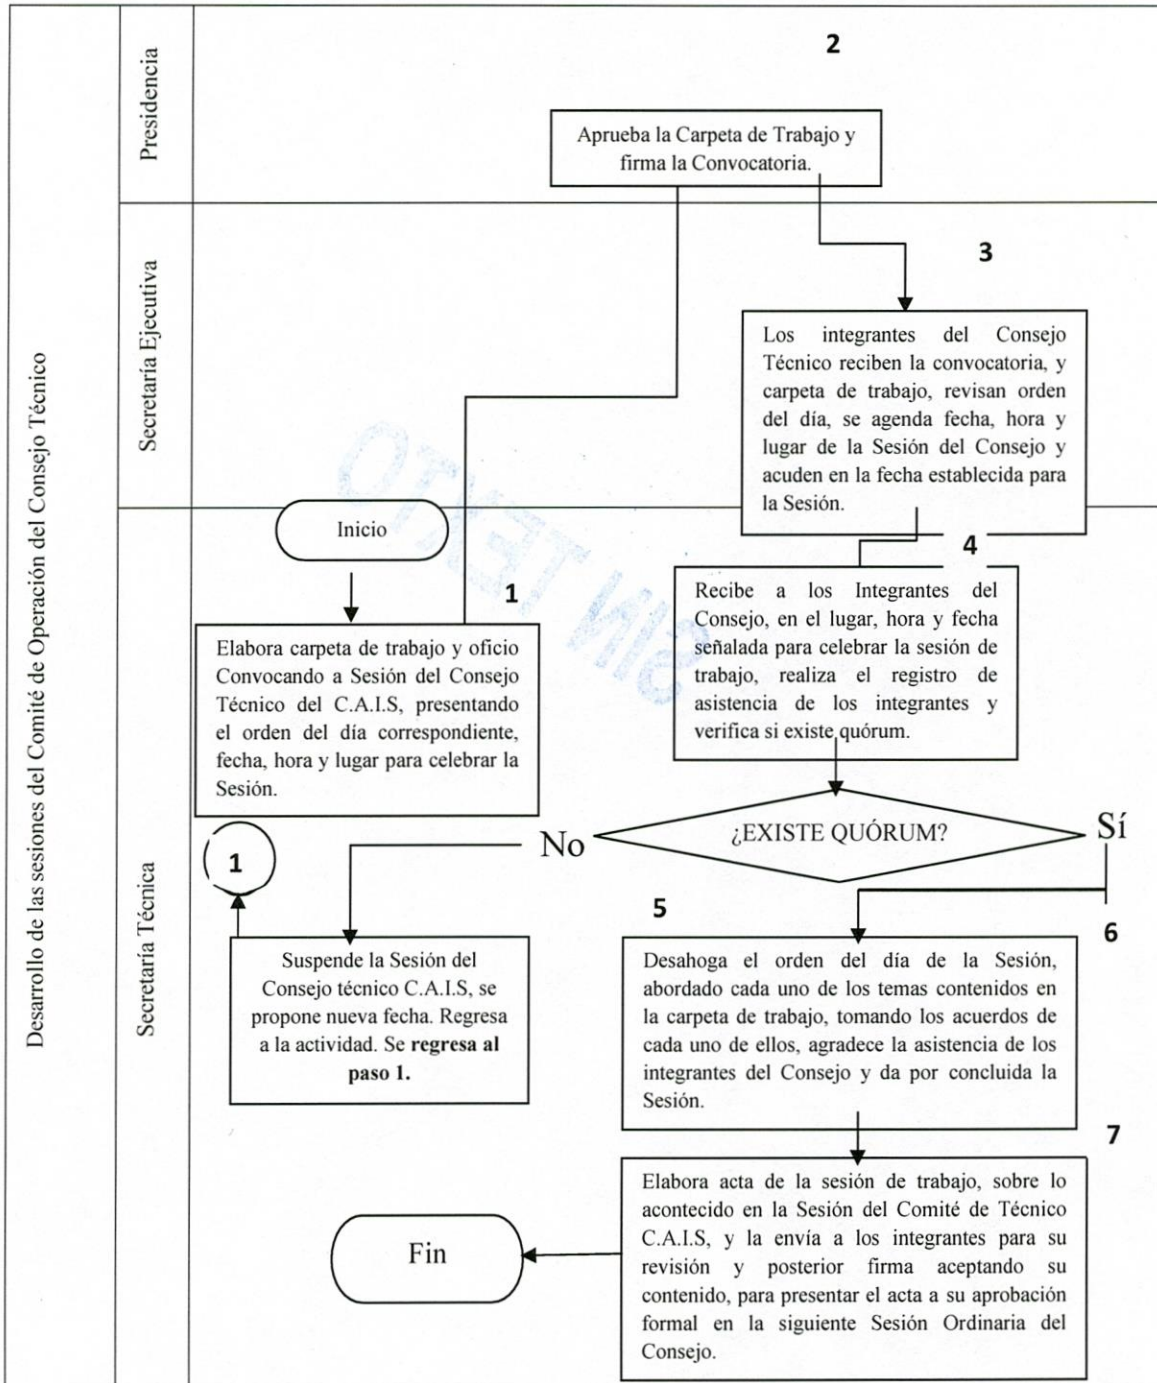 Desarrollo de las sesiones del Comité de Operación del Consejo Técnico
Presidencia
2
Aprueba la Carpeta de Trabajo y
firma la Convocatoria.
Secretaría Ejecutiva
3
Los integrantes del Consejo
Técnico reciben la convocatoria, y
carpeta de trabajo, revisan orden
del día, se agenda fecha, hora y
lugar de la Sesión del Consejo y
acuden en la fecha establecida para
la Sesión.
SIN TEXTO
Secretaría Técnica
Inicio
1
Elabora carpeta de trabajo y oficio
Convocando a Sesión del Consejo
Técnico del C.A.I.S, presentando
el orden del día correspondiente,
fecha, hora y lugar para celebrar la
Sesión.
4
Recibe a los Integrantes del
Consejo, en el lugar, hora y fecha
señalada para celebrar la sesión de
trabajo, realiza el registro de
asistencia de los integrantes y
verifica si existe quórum.
¿EXISTE QUÓRUM?
No
Sí
1
5
Suspende la Sesión del
Consejo técnico C.A.I.S, se
propone nueva fecha. Regresa
a la actividad. Se regresa al
paso 1.
6
Desahoga el orden del día de la Sesión,
abordado cada uno de los temas contenidos en
la carpeta de trabajo, tomando los acuerdos de
cada uno de ellos, agradece la asistencia de los
integrantes del Consejo y da por concluida la
Sesión.
7
Elabora acta de la sesión de trabajo, sobre lo
acontecido en la Sesión del Comité de Técnico
C.A.I.S, y la envía a los integrantes para su
revisión y posterior firma aceptando su
contenido, para presentar el acta a su aprobación
formal en la siguiente Sesión Ordinaria del
Consejo.
Fin